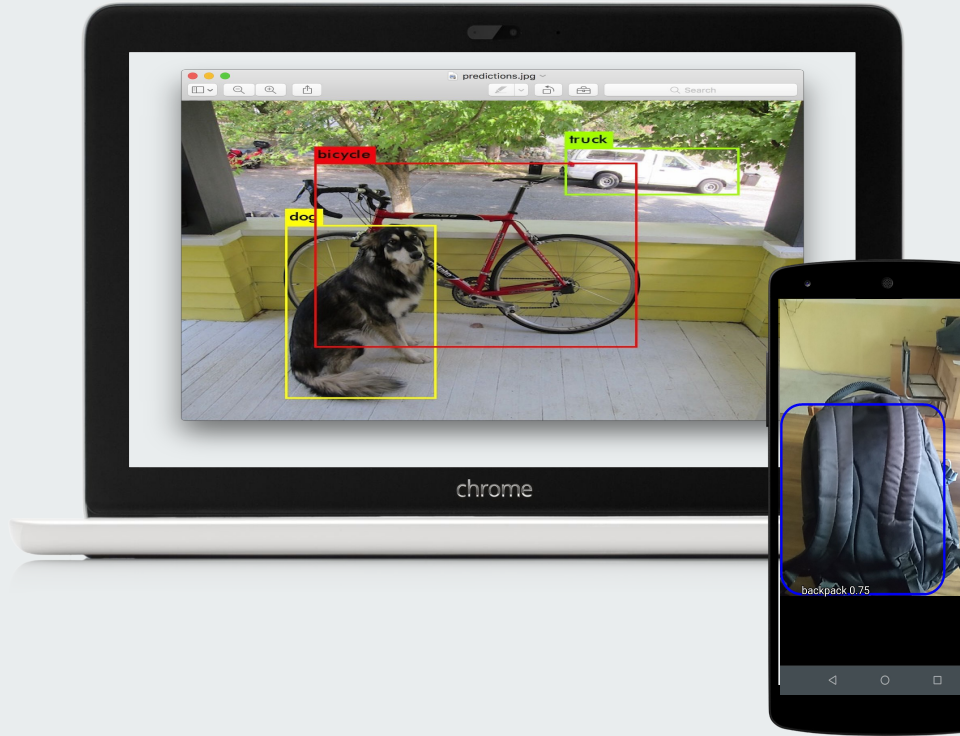 predictions.jpg
Search
truck
bicycle
dog
chrome
backpack 0.75